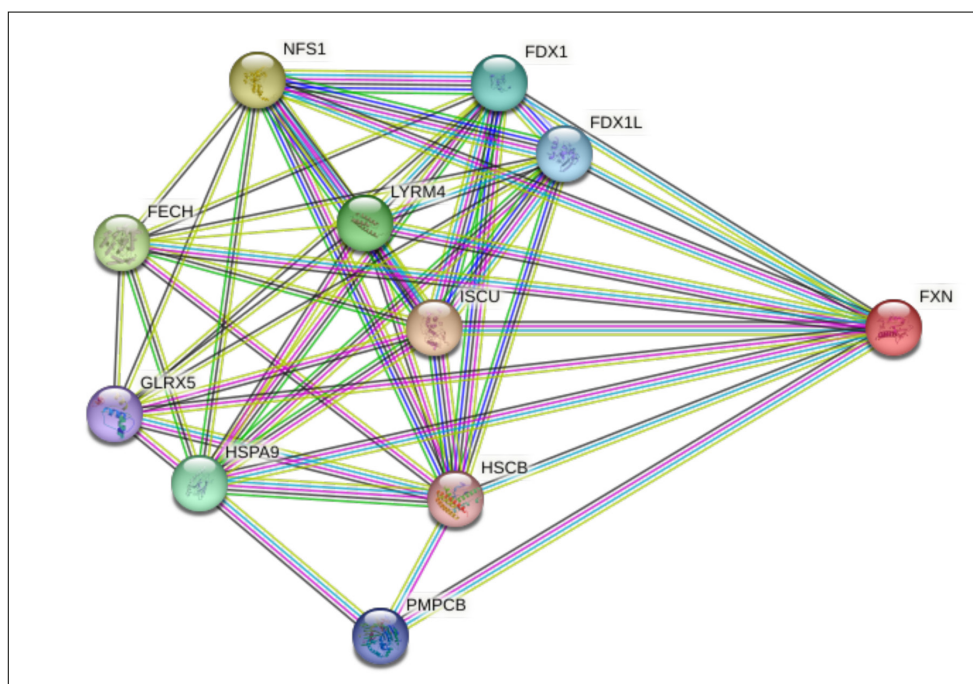 NFS1
FDX1
FDX1L
LYRM4
FECH
ISCU
FXN
GLRX5
HSPA9
HSCB
PMPCB